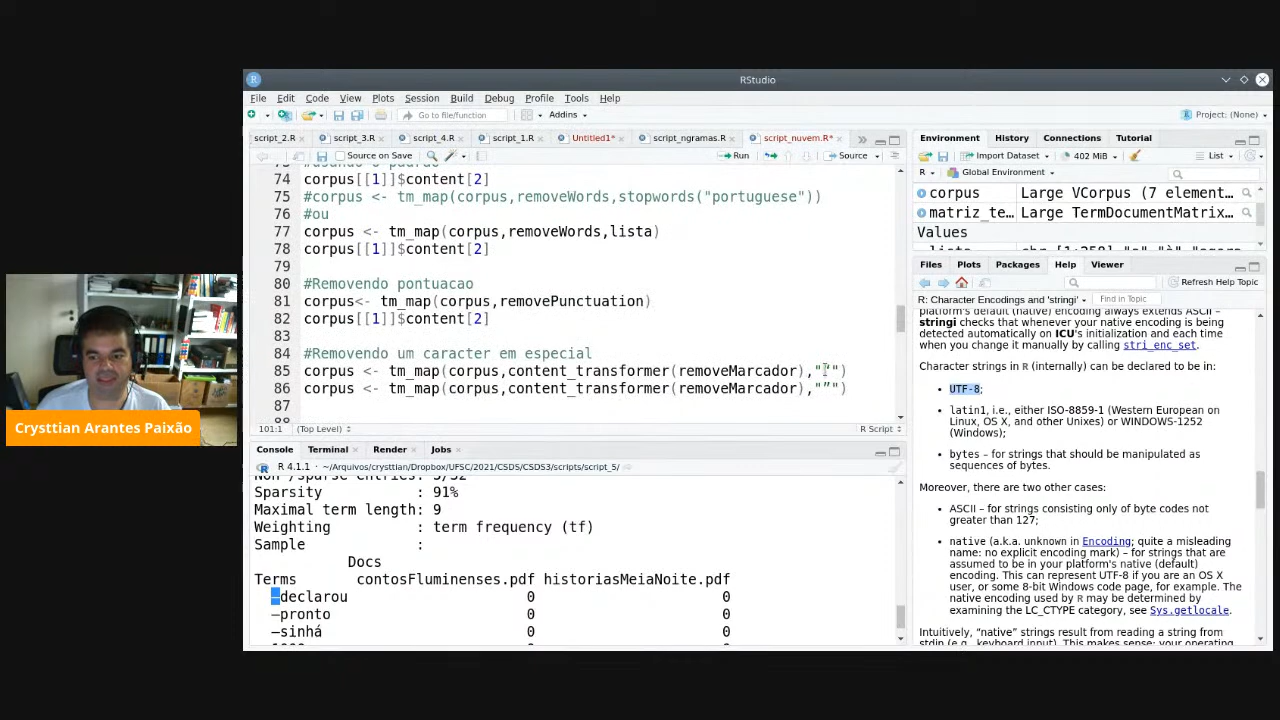 RStudio
File Edit Code View Plots Session Build Debug Profile Tools Help
Go to file/function Addins Project: (None)
script_2.R script_3.R script_4.R script_1.R Untitled1* script_ngramas.R script_nuvem.R*
Source on Save Run Source
74 corpus[[1]]$content[2]
75 #corpus <- tm_map(corpus,removeWords,stopwords("portuguese"))
76 #ou
77 corpus <- tm_map(corpus,removeWords,lista)
78 corpus[[1]]$content[2]
79
80 #Removendo pontuacao
81 corpus<- tm_map(corpus,removePunctuation)
82 corpus[[1]]$content[2]
83
84 #Removendo um caracter em especial
85 corpus <- tm_map(corpus,content_transformer(removeMarcador),"“")
86 corpus <- tm_map(corpus,content_transformer(removeMarcador),"”")
87
101:1 (Top Level) R Script
Console Terminal Render Jobs
R 4.1.1 · ~/Arquivos/crysttian/Dropbox/UFSC/2021/CSDS/CSDS3/scripts/script_5/
Sparsity : 91%
Maximal term length: 9
Weighting : term frequency (tf)
Sample :
Docs
Terms contosFluminenses.pdf historiasMeiaNoite.pdf
—declarou 0 0
—pronto 0 0
—sinhá 0 0
Environment History Connections Tutorial
Import Dataset 402 MiB List
R Global Environment
corpus Large VCorpus (7 element…
matriz_te… Large TermDocumentMatrix…
Values
Files Plots Packages Help Viewer
Refresh Help Topic
R: Character Encodings and 'stringi' Find in Topic
platform's default (native) encoding always extends ASCII –
stringi checks that whenever your native encoding is being
detected automatically on ICU's initialization and each time
when you change it manually by calling stri_enc_set.
Character strings in R (internally) can be declared to be in:
UTF-8;
latin1, i.e., either ISO-8859-1 (Western European on
Linux, OS X, and other Unixes) or WINDOWS-1252
(Windows);
bytes – for strings that should be manipulated as
sequences of bytes.
Moreover, there are two other cases:
ASCII – for strings consisting only of byte codes not
greater than 127;
native (a.k.a. unknown in Encoding; quite a misleading
name: no explicit encoding mark) – for strings that are
assumed to be in your platform's native (default)
encoding. This can represent UTF-8 if you are an OS X
user, or some 8-bit Windows code page, for example. The
native encoding used by R may be determined by
examining the LC_CTYPE category, see Sys.getlocale.
Intuitively, “native” strings result from reading a string from
stdin (e.g., keyboard input). This makes sense: your operating
Crysttian Arantes Paixão